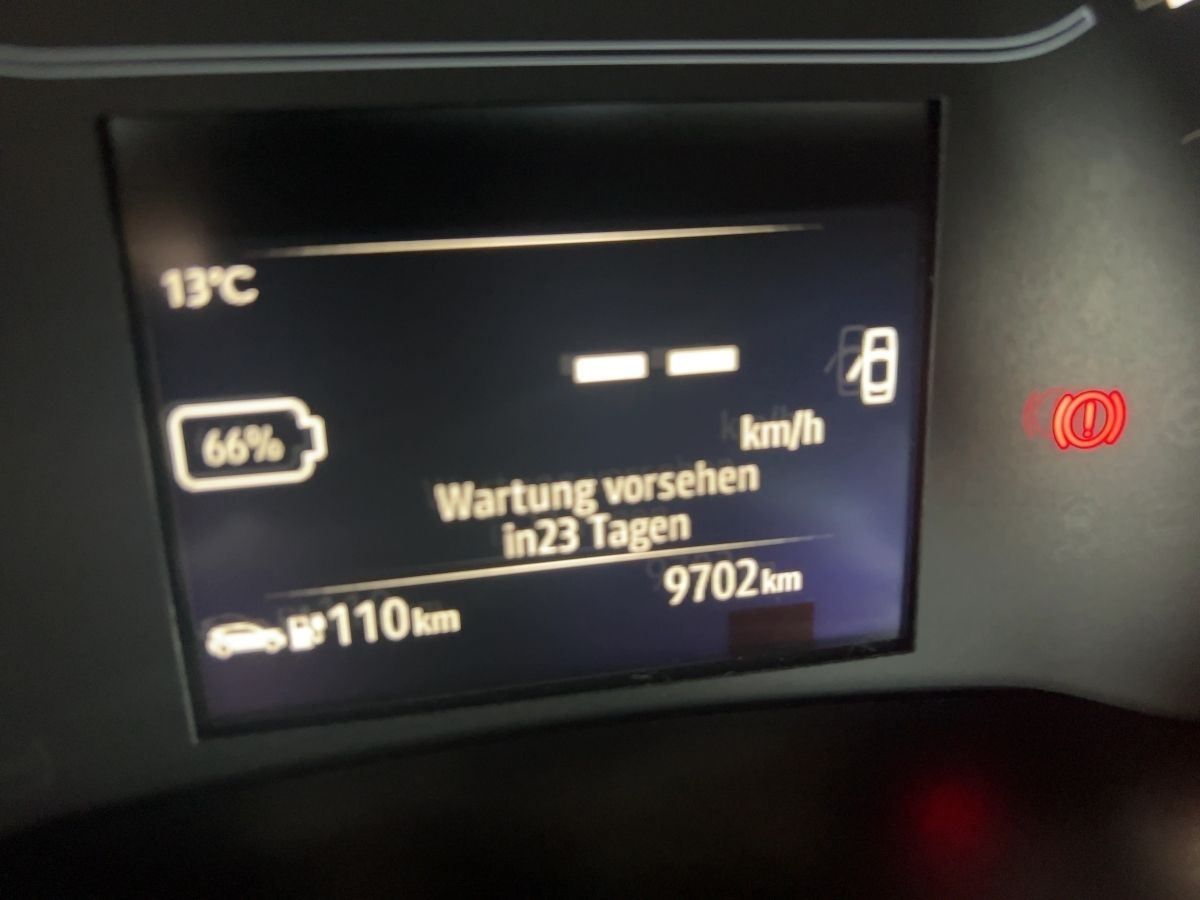 13°C
66%
km/h
Wartung vorsehen
in23 Tagen
110km
9702km